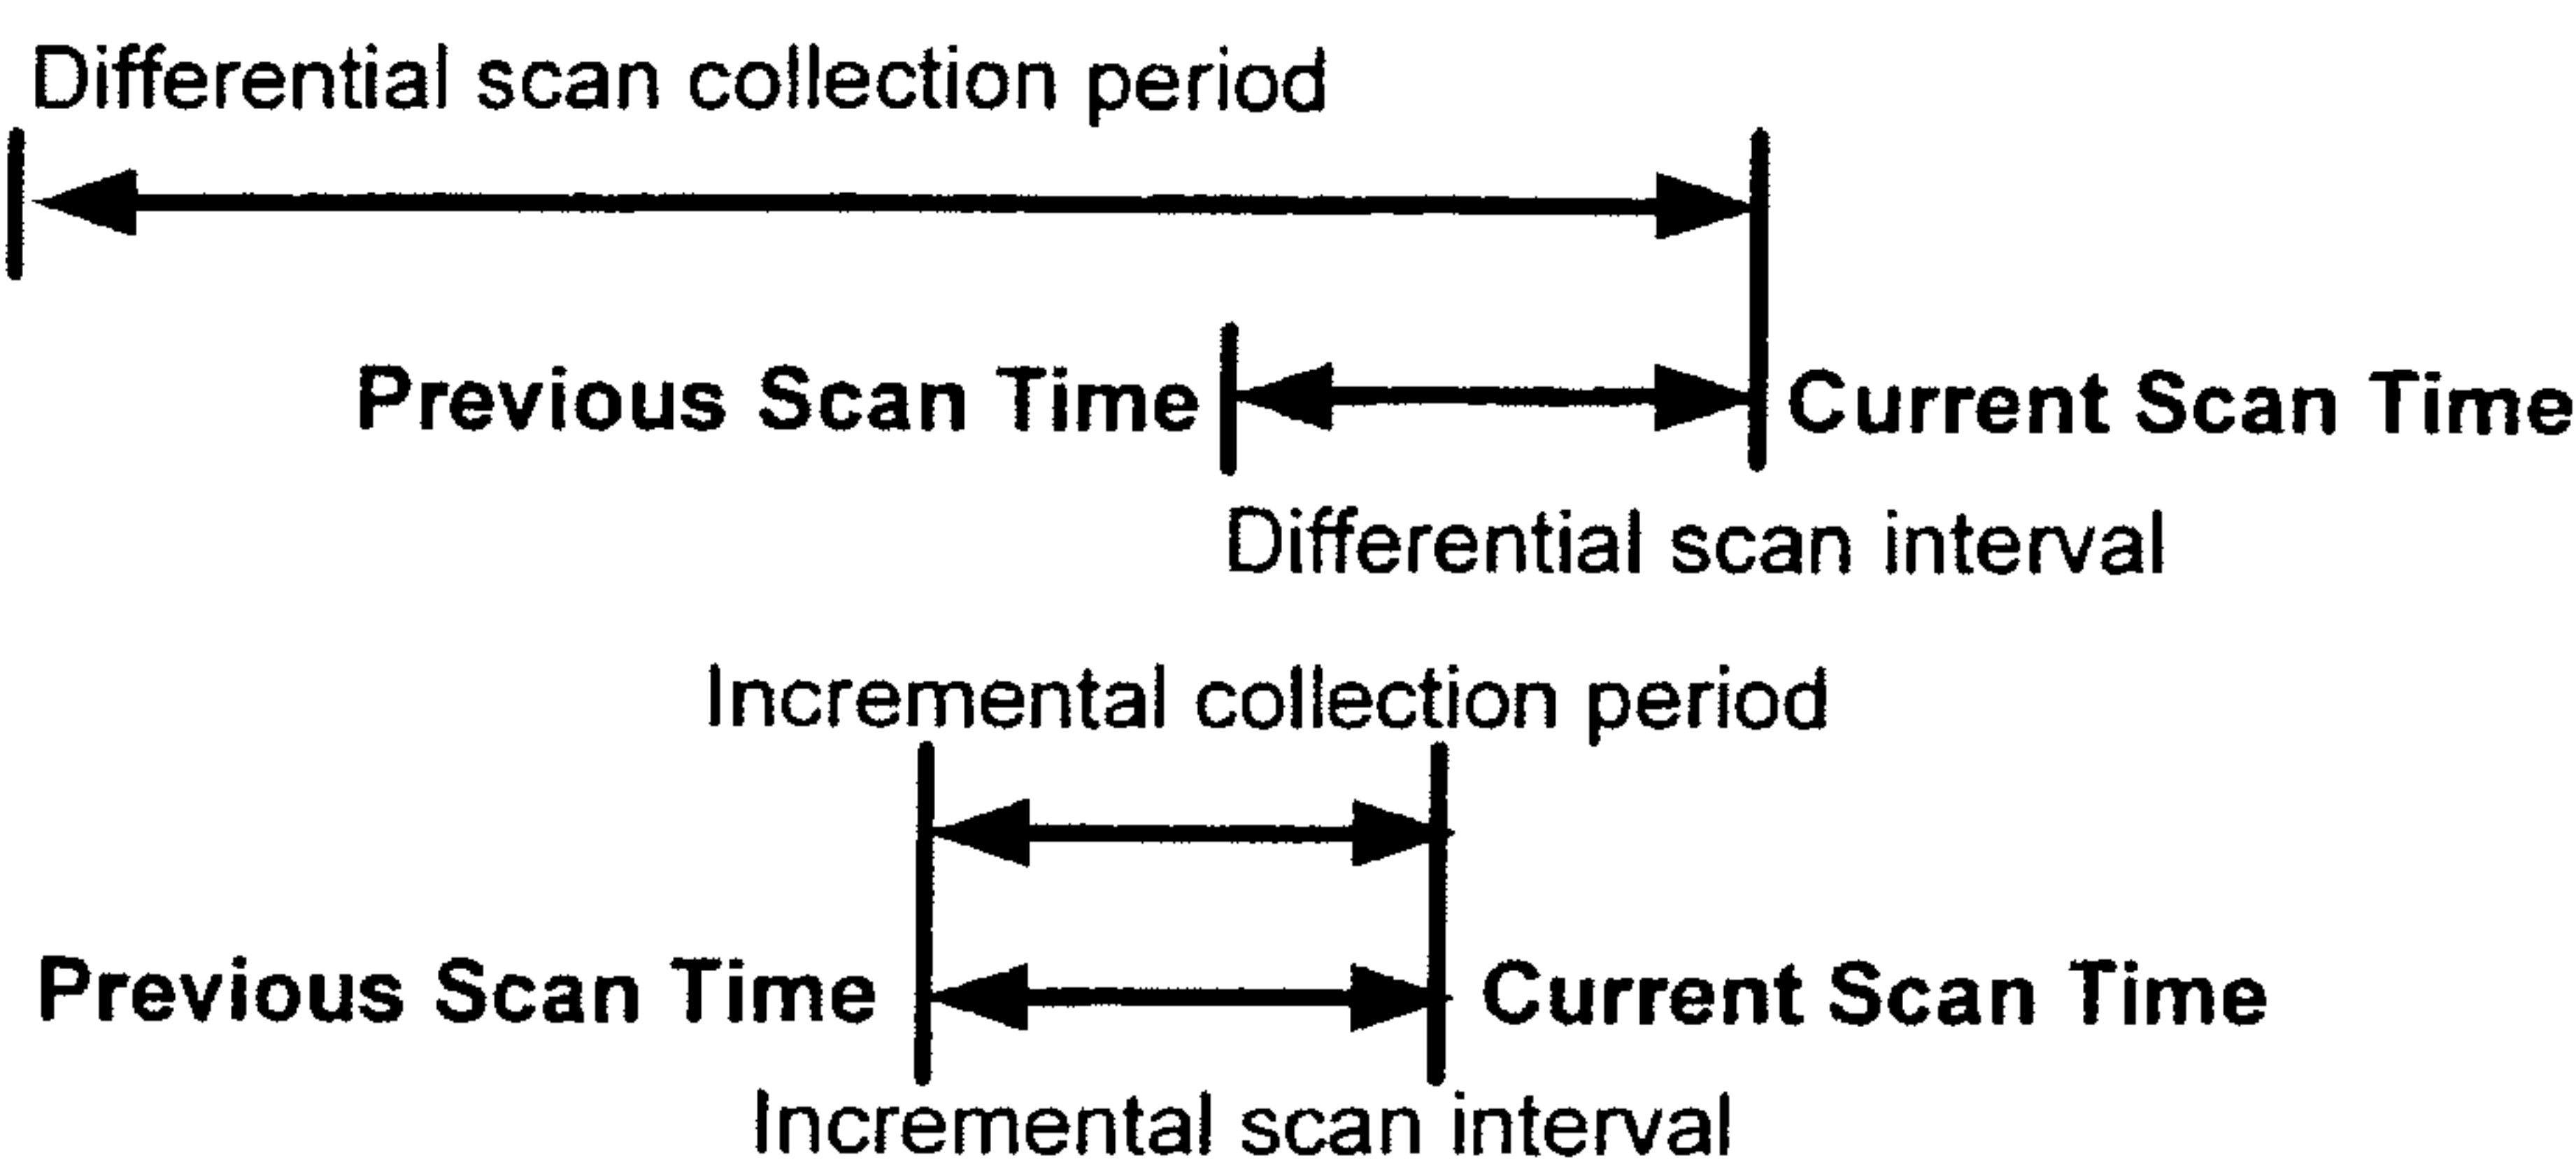 Differential scan collection period
Previous Scan Time
Current Scan Time
Differential scan interval
Incremental collection period
Previous Scan Time
Current Scan Time
Incremental scan interval